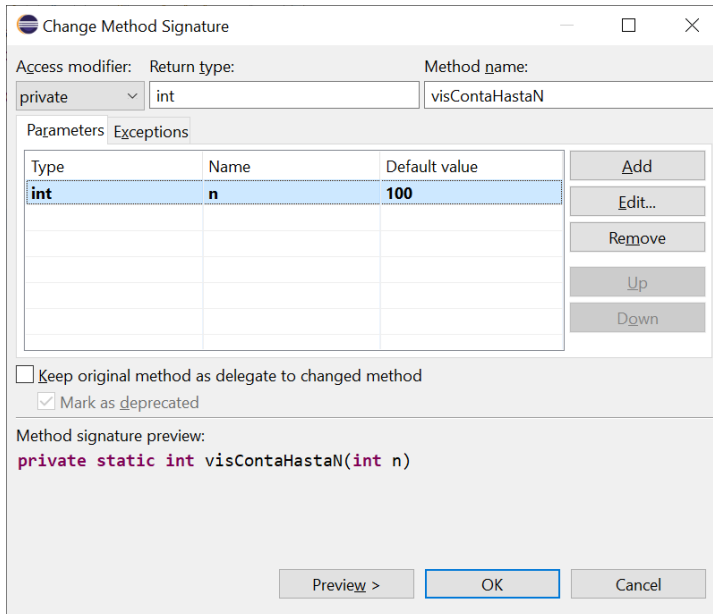 Change Method Signature
Access modifier: Return type: Method name:
private int visContaHastaN
Parameters Exceptions
Type Name Default value
int n 100
Add
Edit...
Remove
Up
Down
Keep original method as delegate to changed method
Mark as deprecated
Method signature preview:
private static int visContaHastaN(int n)
Preview > OK Cancel